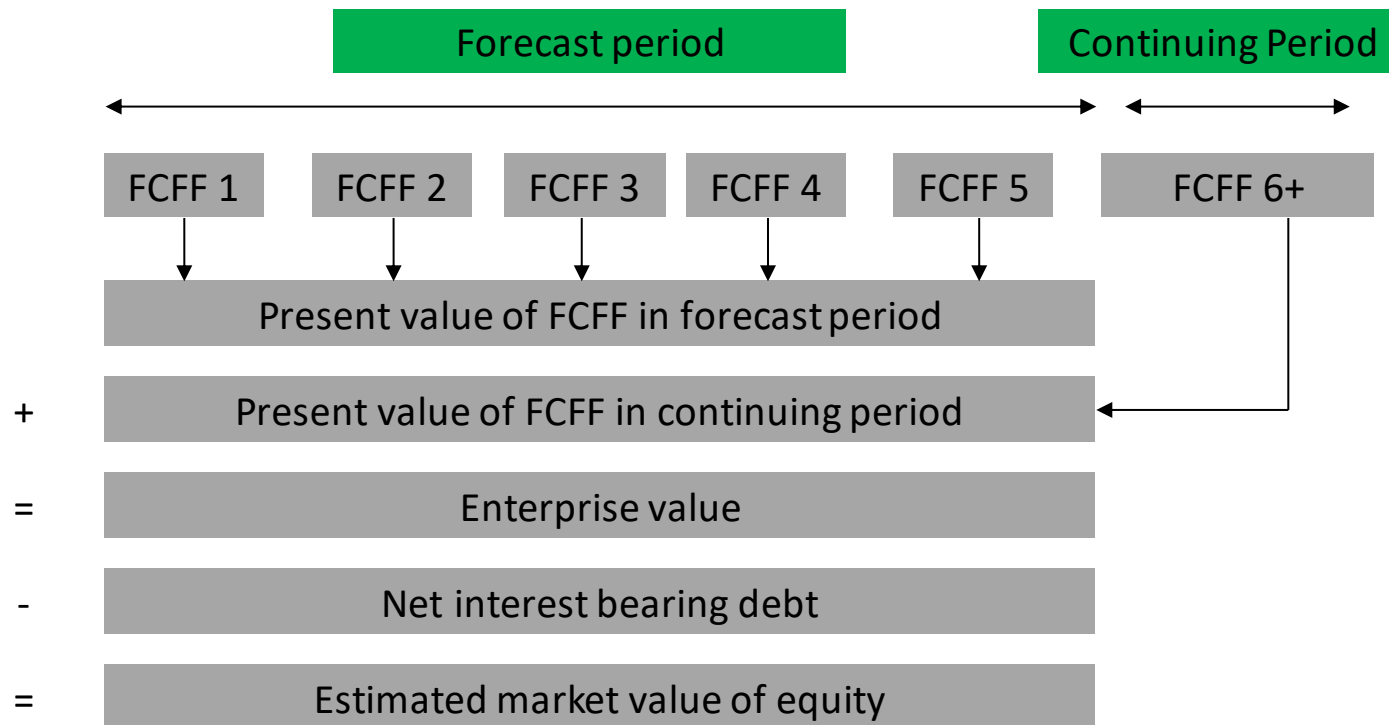 Forecast period
Continuing Period
FCFF 1
FCFF 2
FCFF 3
FCFF 4
FCFF 5
FCFF 6+
Present value of FCFF in forecast period
+ Present value of FCFF in continuing period
= Enterprise value
- Net interest bearing debt
= Estimated market value of equity